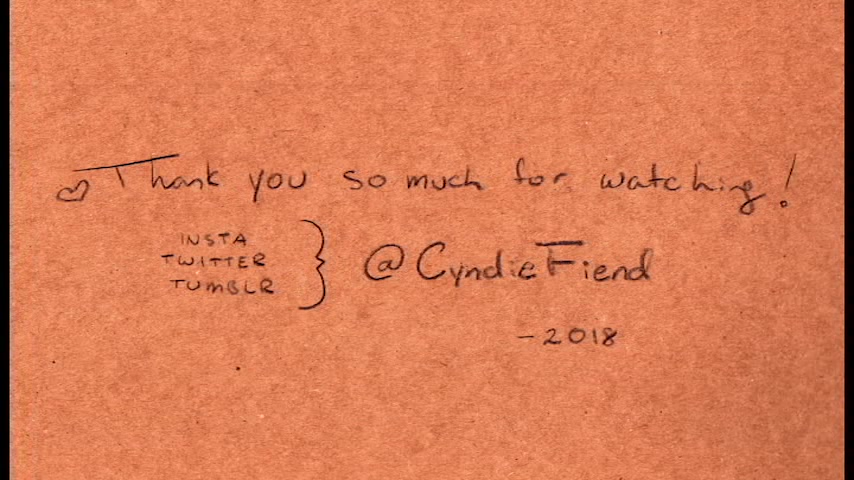 ♡ Thank you so much for watching!
INSTA
TWITTER
TUMBLR
} @CyndieFiend
-2018